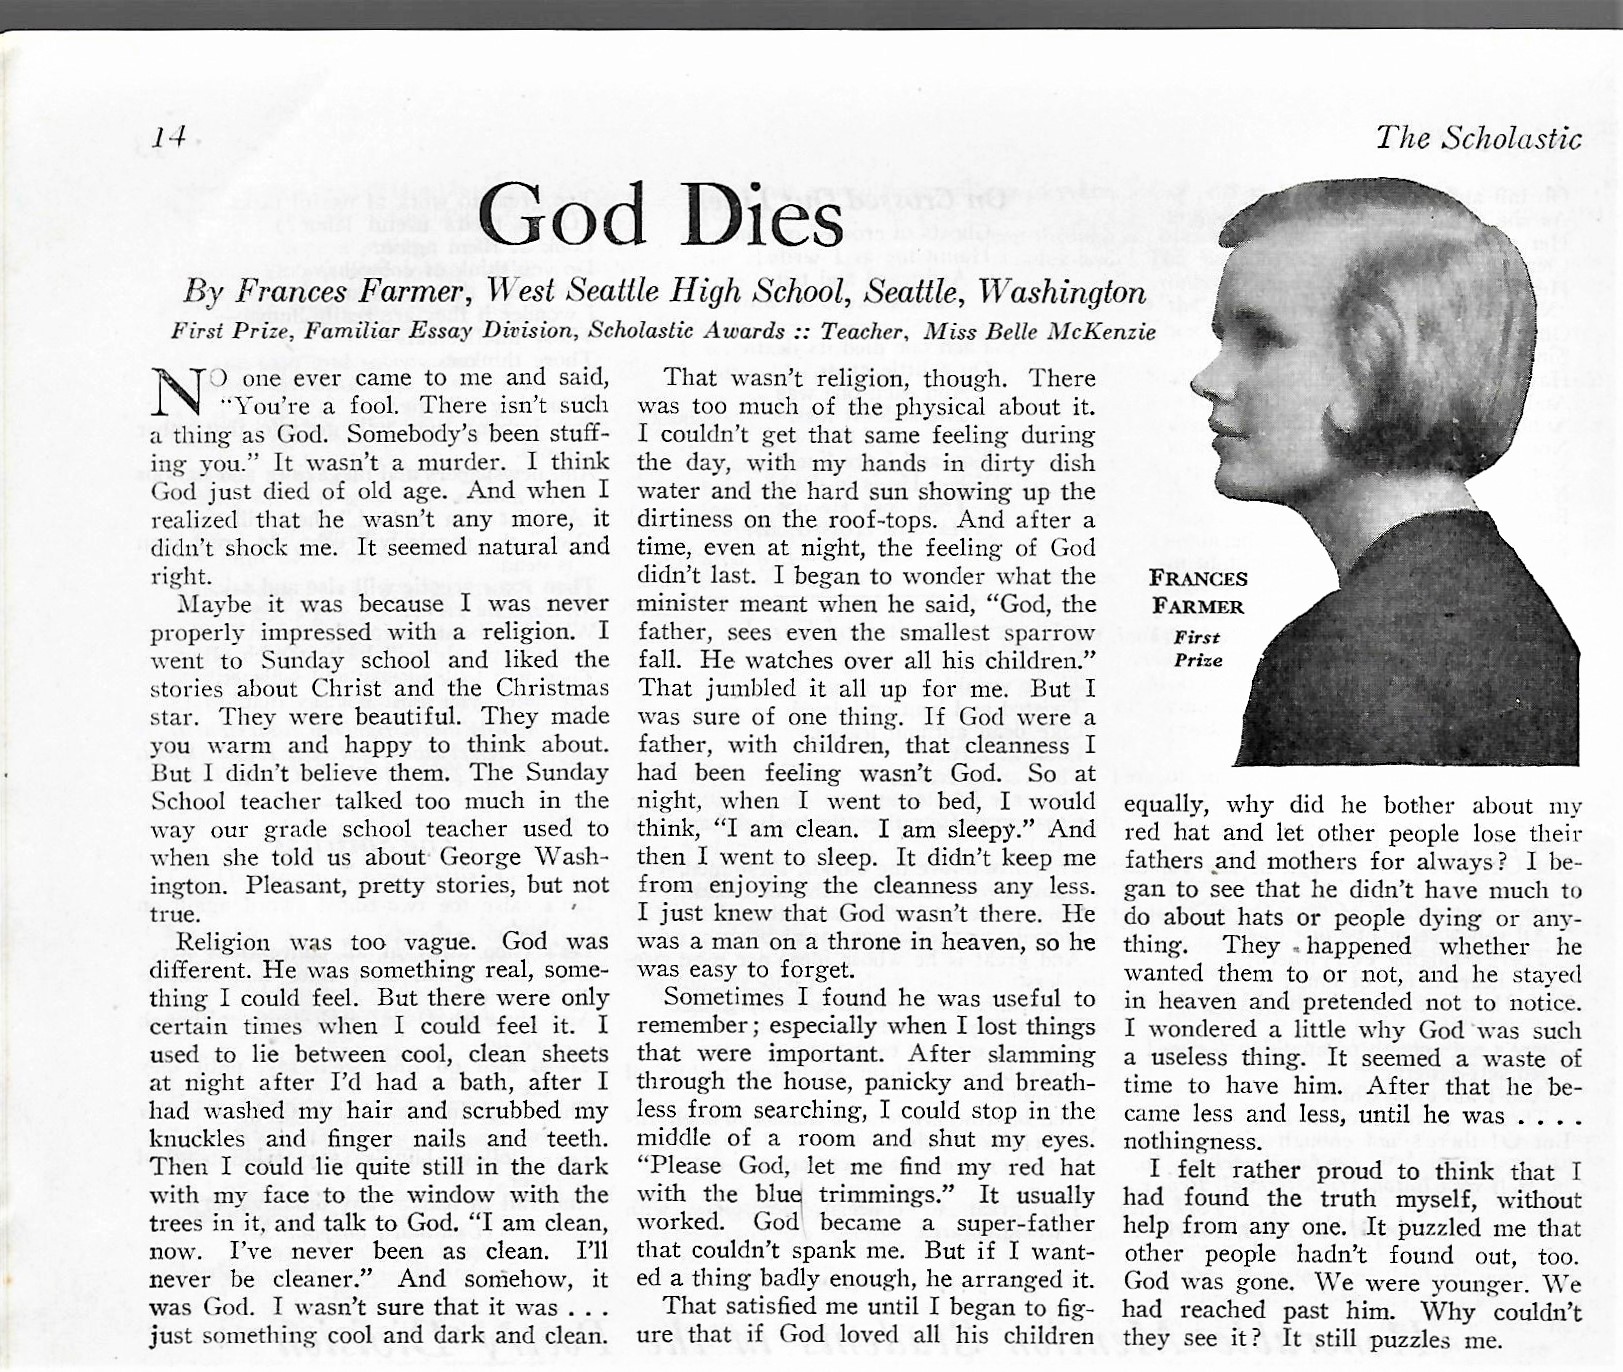 14
The Scholastic
God Dies
By Frances Farmer, West Seattle High School, Seattle, Washington
First Prize, Familiar Essay Division, Scholastic Awards :: Teacher, Miss Belle McKenzie
NO one ever came to me and said,
"You're a fool. There isn't such
a thing as God. Somebody's been stuff-
ing you." It wasn't a murder. I think
God just died of old age. And when I
realized that he wasn't any more, it
didn't shock me. It seemed natural and
right.
Maybe it was because I was never
properly impressed with a religion. I
went to Sunday school and liked the
stories about Christ and the Christmas
star. They were beautiful. They made
you warm and happy to think about.
But I didn't believe them. The Sunday
School teacher talked too much in the
way our grade school teacher used to
when she told us about George Wash-
ington. Pleasant, pretty stories, but not
true.
Religion was too vague. God was
different. He was something real, some-
thing I could feel. But there were only
certain times when I could feel it. I
used to lie between cool, clean sheets
at night after I'd had a bath, after I
had washed my hair and scrubbed my
knuckles and finger nails and teeth.
Then I could lie quite still in the dark
with my face to the window with the
trees in it, and talk to God. "I am clean,
now. I've never been as clean. I'll
never be cleaner." And somehow, it
was God. I wasn't sure that it was . . .
just something cool and dark and clean.
That wasn't religion, though. There
was too much of the physical about it.
I couldn't get that same feeling during
the day, with my hands in dirty dish
water and the hard sun showing up the
dirtiness on the roof-tops. And after a
time, even at night, the feeling of God
didn't last. I began to wonder what the
minister meant when he said, "God, the
father, sees even the smallest sparrow
fall. He watches over all his children."
That jumbled it all up for me. But I
was sure of one thing. If God were a
father, with children, that cleanness I
had been feeling wasn't God. So at
night, when I went to bed, I would
think, "I am clean. I am sleepy." And
then I went to sleep. It didn't keep me
from enjoying the cleanness any less.
I just knew that God wasn't there. He
was a man on a throne in heaven, so he
was easy to forget.
Sometimes I found he was useful to
remember; especially when I lost things
that were important. After slamming
through the house, panicky and breath-
less from searching, I could stop in the
middle of a room and shut my eyes.
"Please God, let me find my red hat
with the blue trimmings." It usually
worked. God became a super-father
that couldn't spank me. But if I want-
ed a thing badly enough, he arranged it.
That satisfied me until I began to fig-
ure that if God loved all his children
FRANCES
FARMER
First
Prize
equally, why did he bother about my
red hat and let other people lose their
fathers and mothers for always? I be-
gan to see that he didn't have much to
do about hats or people dying or any-
thing. They happened whether he
wanted them to or not, and he stayed
in heaven and pretended not to notice.
I wondered a little why God was such
a useless thing. It seemed a waste of
time to have him. After that he be-
came less and less, until he was . . . .
nothingness.
I felt rather proud to think that I
had found the truth myself, without
help from any one. It puzzled me that
other people hadn't found out, too.
God was gone. We were younger. We
had reached past him. Why couldn't
they see it? It still puzzles me.